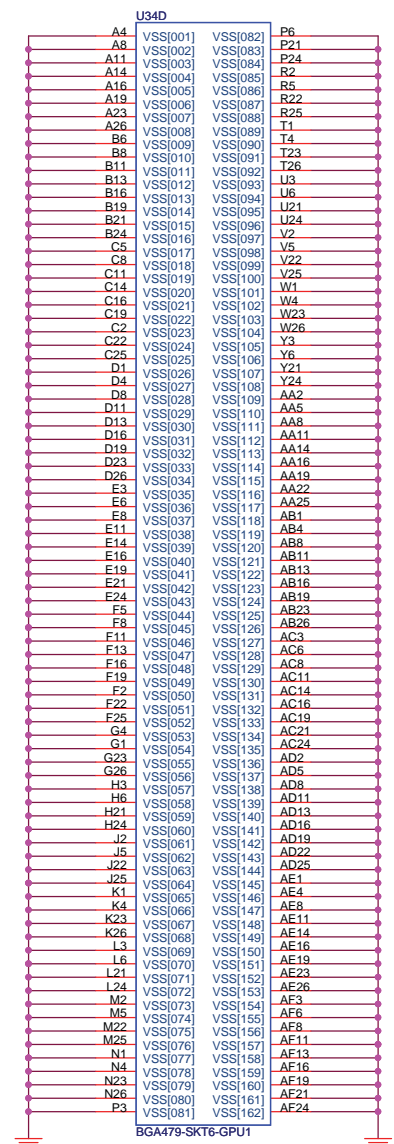 U34D
A4 VSS[001] VSS[082] P6
A8 VSS[002] VSS[083] P21
A11 VSS[003] VSS[084] P24
A14 VSS[004] VSS[085] R2
A16 VSS[005] VSS[086] R5
A19 VSS[006] VSS[087] R22
A23 VSS[007] VSS[088] R25
A26 VSS[008] VSS[089] T1
B6 VSS[009] VSS[090] T4
B8 VSS[010] VSS[091] T23
B11 VSS[011] VSS[092] T26
B13 VSS[012] VSS[093] U3
B16 VSS[013] VSS[094] U6
B19 VSS[014] VSS[095] U21
B21 VSS[015] VSS[096] U24
B24 VSS[016] VSS[097] V2
C5 VSS[017] VSS[098] V5
C8 VSS[018] VSS[099] V22
C11 VSS[019] VSS[100] V25
C14 VSS[020] VSS[101] W1
C16 VSS[021] VSS[102] W4
C19 VSS[022] VSS[103] W23
C2 VSS[023] VSS[104] W26
C22 VSS[024] VSS[105] Y3
C25 VSS[025] VSS[106] Y6
D1 VSS[026] VSS[107] Y21
D4 VSS[027] VSS[108] Y24
D8 VSS[028] VSS[109] AA2
D11 VSS[029] VSS[110] AA5
D13 VSS[030] VSS[111] AA8
D16 VSS[031] VSS[112] AA11
D19 VSS[032] VSS[113] AA14
D23 VSS[033] VSS[114] AA16
D26 VSS[034] VSS[115] AA19
E3 VSS[035] VSS[116] AA22
E6 VSS[036] VSS[117] AA25
E8 VSS[037] VSS[118] AB1
E11 VSS[038] VSS[119] AB4
E14 VSS[039] VSS[120] AB8
E16 VSS[040] VSS[121] AB11
E19 VSS[041] VSS[122] AB13
E21 VSS[042] VSS[123] AB16
E24 VSS[043] VSS[124] AB19
F5 VSS[044] VSS[125] AB23
F8 VSS[045] VSS[126] AB26
F11 VSS[046] VSS[127] AC3
F13 VSS[047] VSS[128] AC6
F16 VSS[048] VSS[129] AC8
F19 VSS[049] VSS[130] AC11
F2 VSS[050] VSS[131] AC14
F22 VSS[051] VSS[132] AC16
F25 VSS[052] VSS[133] AC19
G4 VSS[053] VSS[134] AC21
G1 VSS[054] VSS[135] AC24
G23 VSS[055] VSS[136] AD2
G26 VSS[056] VSS[137] AD5
H3 VSS[057] VSS[138] AD8
H6 VSS[058] VSS[139] AD11
H21 VSS[059] VSS[140] AD13
H24 VSS[060] VSS[141] AD16
J2 VSS[061] VSS[142] AD19
J5 VSS[062] VSS[143] AD22
J22 VSS[063] VSS[144] AD25
J25 VSS[064] VSS[145] AE1
K1 VSS[065] VSS[146] AE4
K4 VSS[066] VSS[147] AE8
K23 VSS[067] VSS[148] AE11
K26 VSS[068] VSS[149] AE14
L3 VSS[069] VSS[150] AE16
L6 VSS[070] VSS[151] AE19
L21 VSS[071] VSS[152] AE23
L24 VSS[072] VSS[153] AE26
M2 VSS[073] VSS[154] AF3
M5 VSS[074] VSS[155] AF6
M22 VSS[075] VSS[156] AF8
M25 VSS[076] VSS[157] AF11
N1 VSS[077] VSS[158] AF13
N4 VSS[078] VSS[159] AF16
N23 VSS[079] VSS[160] AF19
N26 VSS[080] VSS[161] AF21
P3 VSS[081] VSS[162] AF24
BGA479-SKT6-GPU1